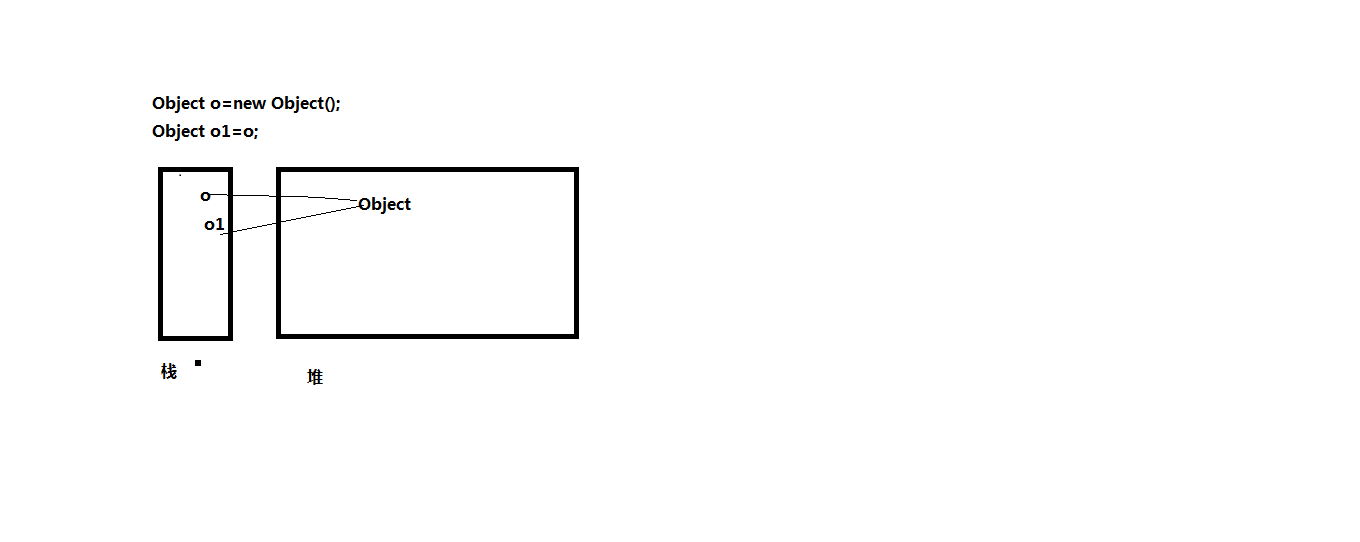 Object o=new Object();
Object o1=o;
o
Object
o1
栈
堆